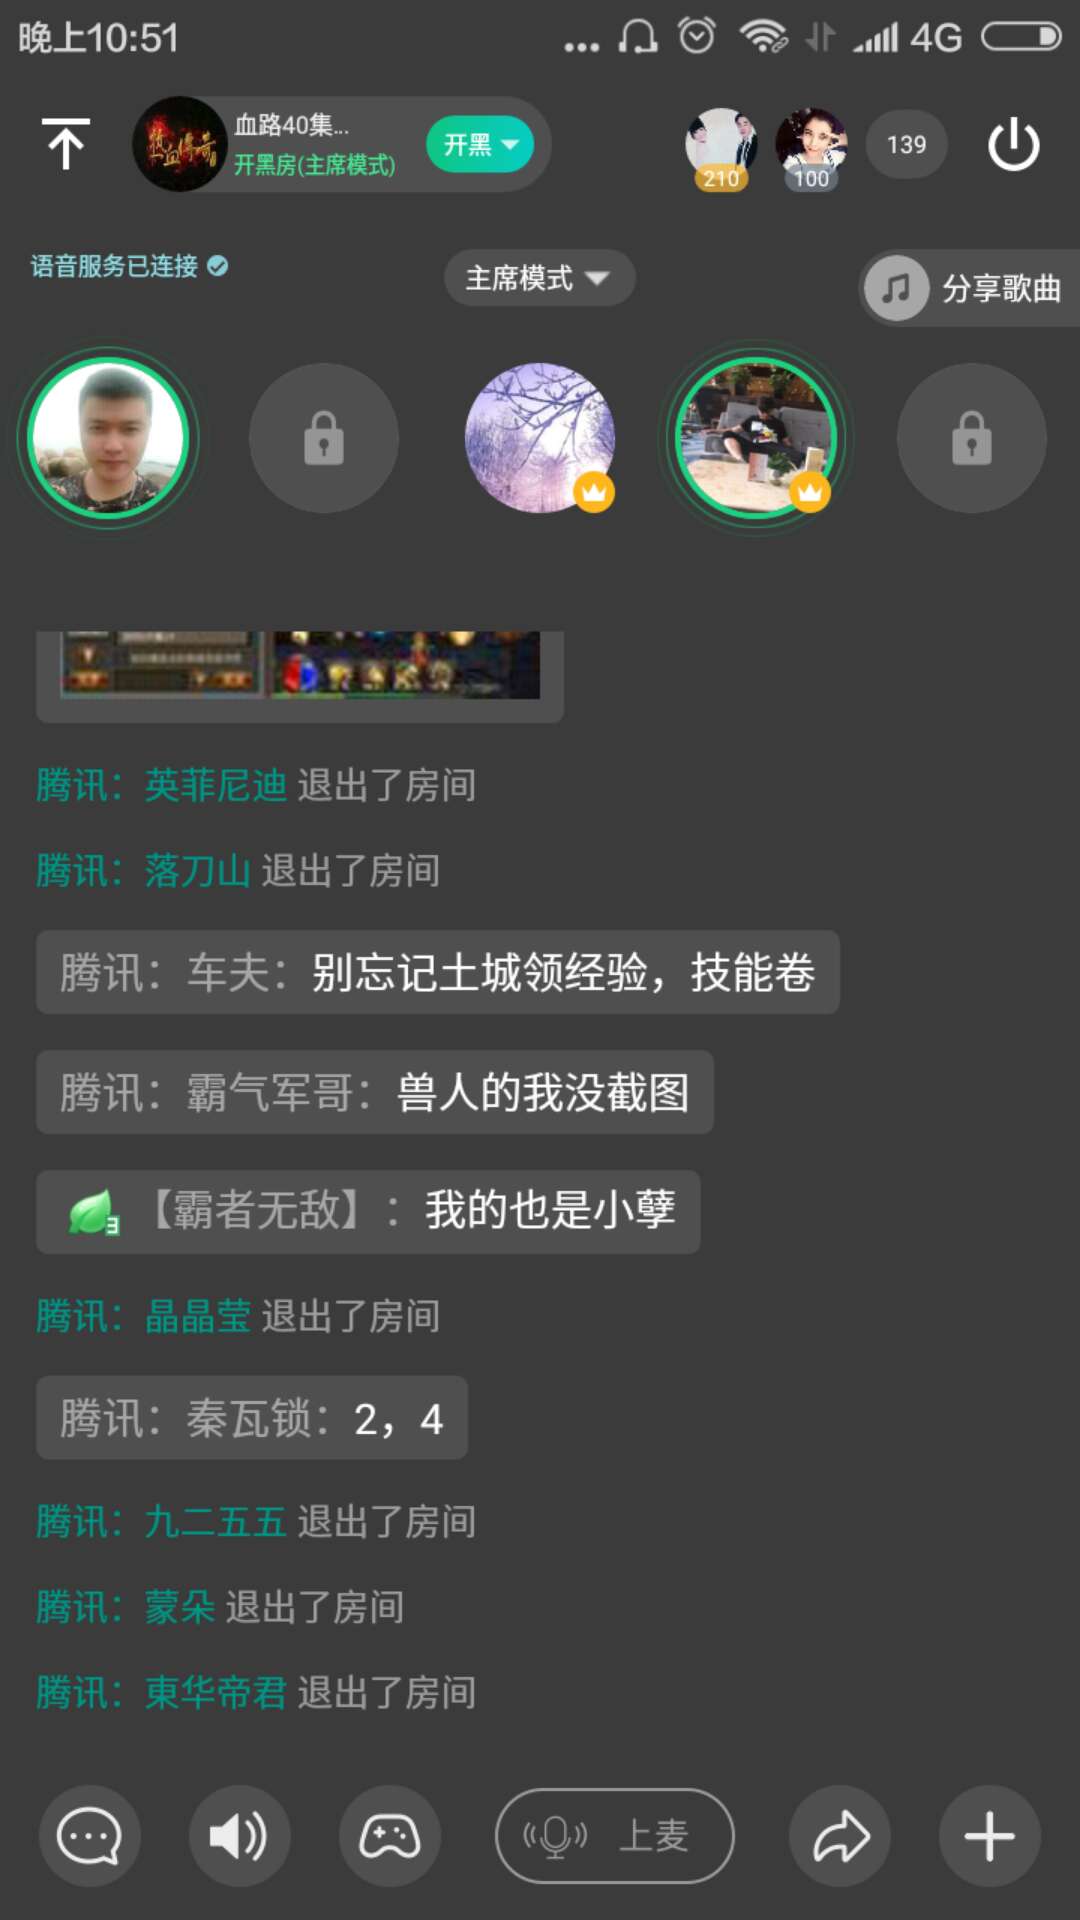 晚上10:51
4G
热血传奇
血路40集...
开黑房(主席模式)
开黑
210
100
139
语音服务已连接
主席模式
分享歌曲
腾讯：英菲尼迪 退出了房间
腾讯：落刀山 退出了房间
腾讯：车夫：别忘记土城领经验，技能卷
腾讯：霸气军哥：兽人的我没截图
3 【霸者无敌】：我的也是小孽
腾讯：晶晶莹 退出了房间
腾讯：秦瓦锁：2，4
腾讯：九二五五 退出了房间
腾讯：蒙朵 退出了房间
腾讯：東华帝君 退出了房间
上麦